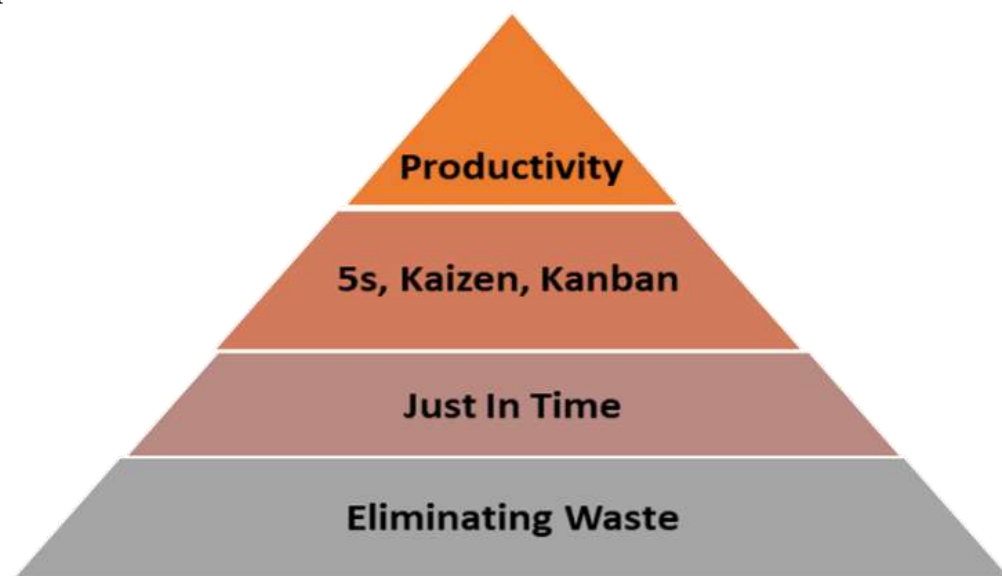 Productivity
5s, Kaizen, Kanban
Just In Time
Eliminating Waste